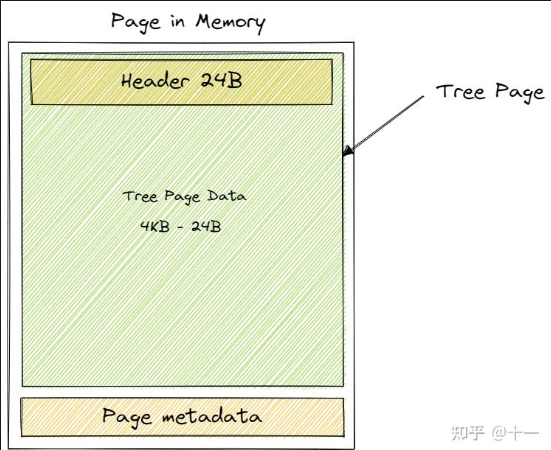 Page in Memory
Header 24B
Tree Page
Tree Page Data
4KB - 24B
Page metadata
知乎 @十一